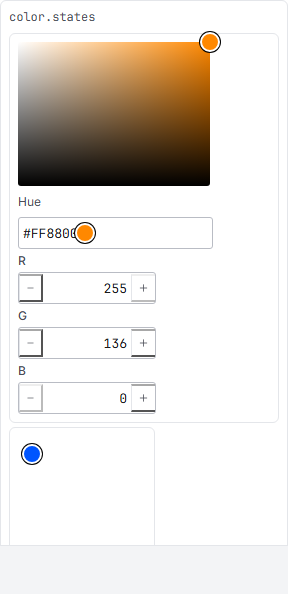 color.states
Hue
#FF8800
R
− 255 +
G
− 136 +
B
− 0 +